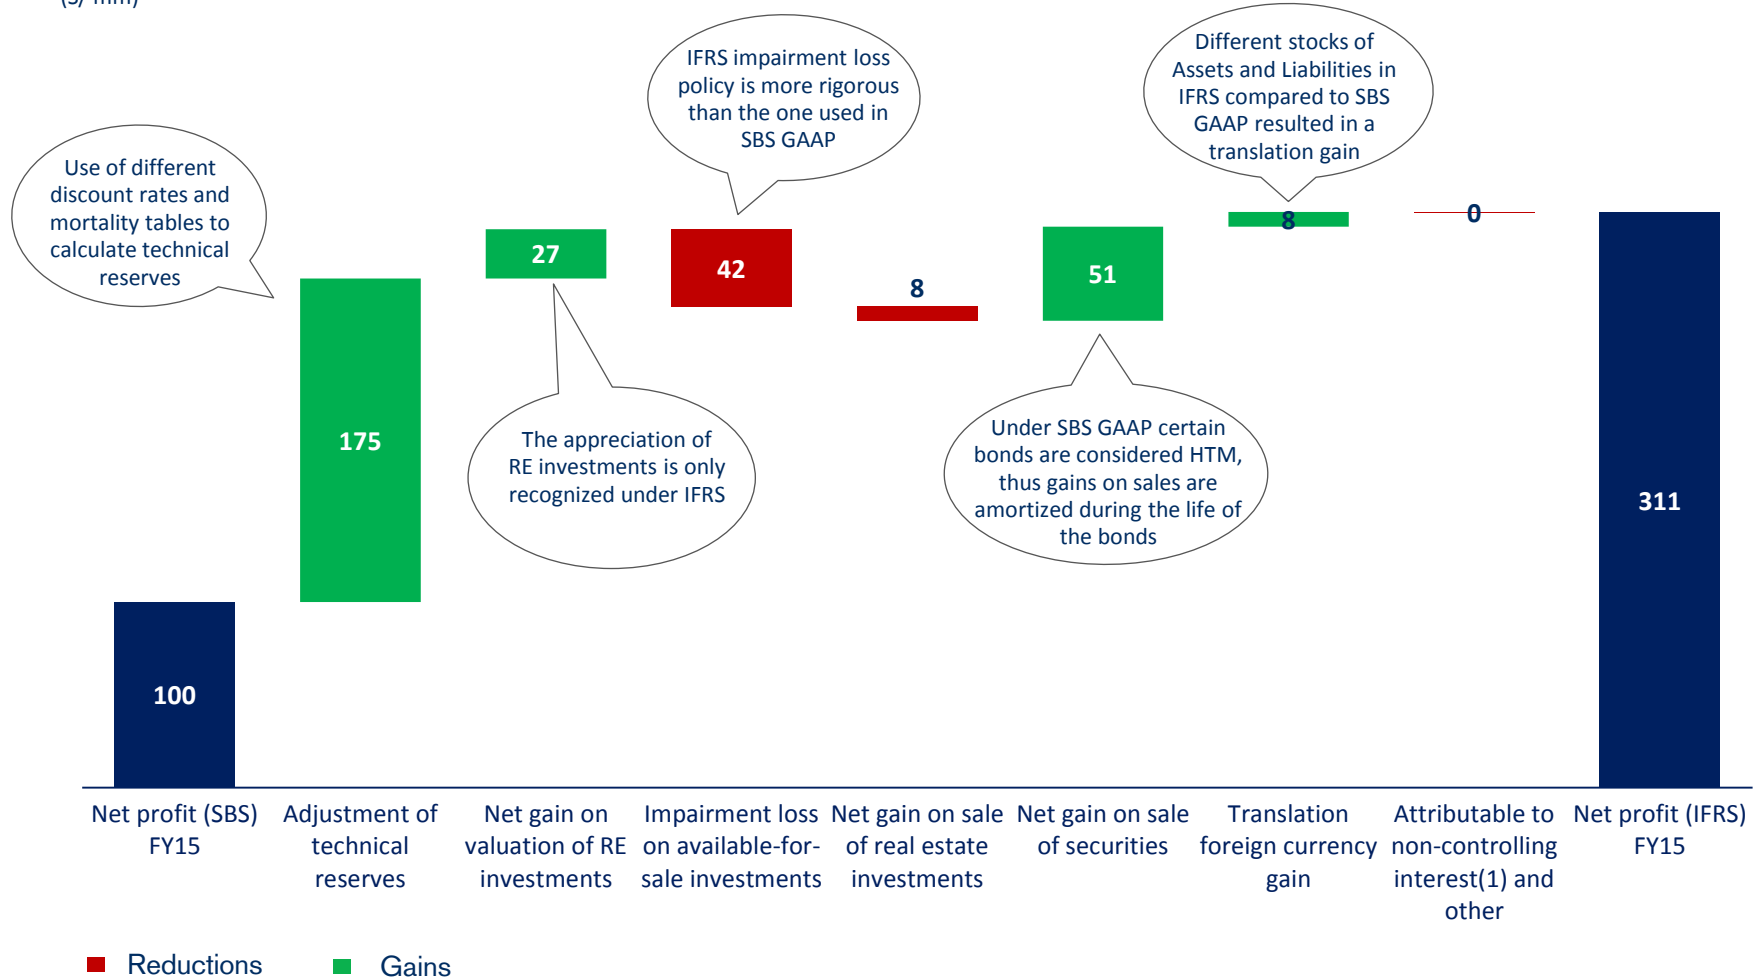 (S/ mm)
IFRS impairment loss
policy is more rigorous
than the one used in
SBS GAAP
Different stocks of
Assets and Liabilities in
IFRS compared to SBS
GAAP resulted in a
translation gain
Use of different
discount rates and
mortality tables to
calculate technical
reserves
The appreciation of
RE investments is only
recognized under IFRS
Under SBS GAAP certain
bonds are considered HTM,
thus gains on sales are
amortized during the life of
the bonds
100
175
27
42
8
51
8
0
311
Net profit (SBS)
FY15
Adjustment of
technical
reserves
Net gain on
valuation of RE
investments
Impairment loss
on available-for-
sale investments
Net gain on sale
of real estate
investments
Net gain on sale
of securities
Translation
foreign currency
gain
Attributable to
non-controlling
interest(1) and
other
Net profit (IFRS)
FY15
Reductions
Gains